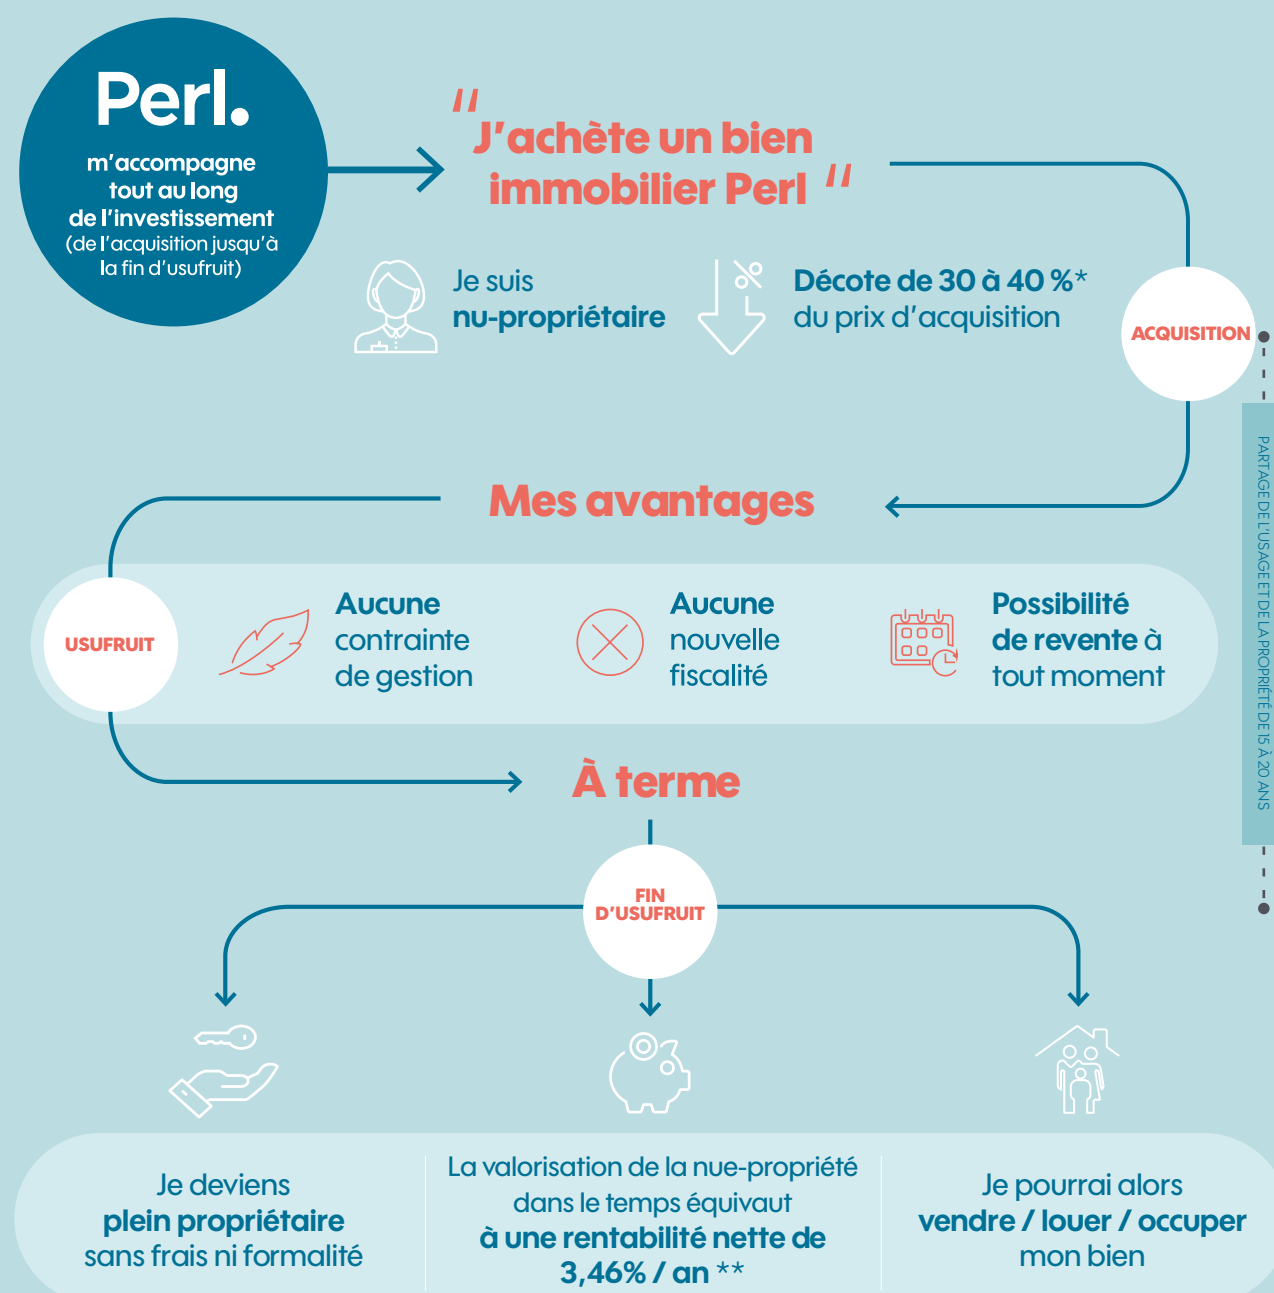 Perl.
m'accompagne
tout au long
de l'investissement
(de l'acquisition jusqu'à
la fin d'usufruit)
"J'achète un bien
immobilier Perl "
Je suis
nu-propriétaire
%
Décote de 30 à 40 %*
du prix d'acquisition
ACQUISITION
PARTAGE DE L'USAGE ET DE LA PROPRIÉTÉ DE 15 À 20 ANS
Mes avantages
USUFRUIT
Aucune
contrainte
de gestion
Aucune
nouvelle
fiscalité
Possibilité
de revente à
tout moment
À terme
FIN
D'USUFRUIT
Je deviens
plein propriétaire
sans frais ni formalité
La valorisation de la nue-propriété
dans le temps équivaut
à une rentabilité nette de
3,46% / an **
Je pourrai alors
vendre / louer / occuper
mon bien